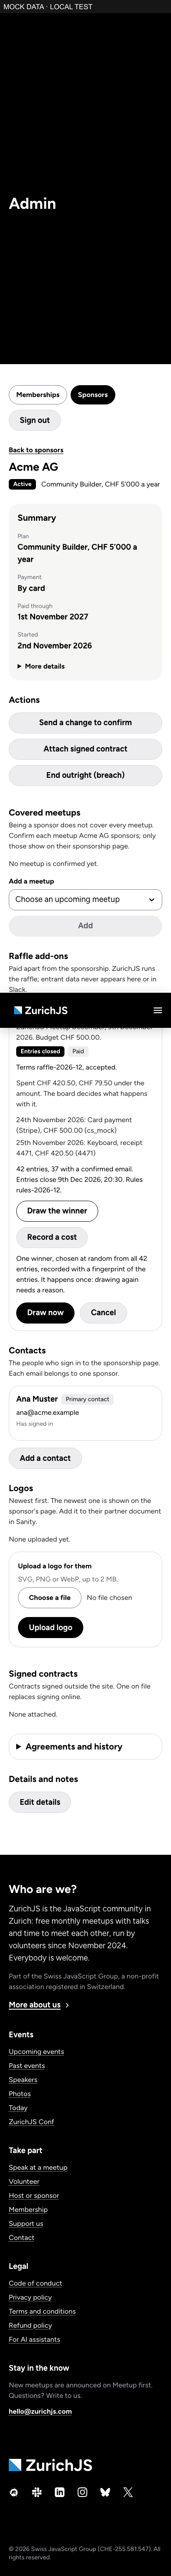 MOCK DATA · LOCAL TEST
Admin
Memberships
Sponsors
Sign out
Back to sponsors
Acme AG
Active
Community Builder, CHF 5'000 a year
Summary
Plan
Community Builder, CHF 5'000 a
year
Payment
By card
Paid through
1st November 2027
Started
2nd November 2026
More details
Actions
Send a change to confirm
Attach signed contract
End outright (breach)
Covered meetups
Being a sponsor does not cover every meetup.
Confirm each meetup Acme AG sponsors; only
those show on their sponsorship page.
No meetup is confirmed yet.
Add a meetup
Choose an upcoming meetup
Add
Raffle add-ons
Paid apart from the sponsorship. ZurichJS runs
the raffle; entrant data never appears here or in
Slack.
ZurichJS
2026. Budget CHF 500.00.
Entries closed
Paid
Terms raffle-2026-12, accepted.
Spent CHF 420.50, CHF 79.50 under the
amount. The board decides what happens
with it.
24th November 2026: Card payment
(Stripe), CHF 500.00 (cs_mock)
25th November 2026: Keyboard, receipt
4471, CHF 420.50 (4471)
42 entries, 37 with a confirmed email.
Entries close 9th Dec 2026, 20:30. Rules
rules-2026-12.
Draw the winner
Record a cost
One winner, chosen at random from all 42
entries, recorded with a fingerprint of the
entries. It happens once: drawing again
needs a reason.
Draw now
Cancel
Contacts
The people who sign in to the sponsorship page.
Each email belongs to one sponsor.
Ana Muster
Primary contact
ana@acme.example
Has signed in
Add a contact
Logos
Newest first. The newest one is shown on the
sponsor's page. Add it to their partner document
in Sanity.
None uploaded yet.
Upload a logo for them
SVG, PNG or WebP, up to 2 MB.
Choose a file
No file chosen
Upload logo
Signed contracts
Contracts signed outside the site. One on file
replaces signing online.
None attached.
Agreements and history
Details and notes
Edit details
Who are we?
ZurichJS is the JavaScript community in
Zurich: free monthly meetups with talks
and time to meet each other, run by
volunteers since November 2024.
Everybody is welcome.
Part of the Swiss JavaScript Group, a non-profit
association registered in Switzerland.
More about us
Events
Upcoming events
Past events
Speakers
Photos
Today
ZurichJS Conf
Take part
Speak at a meetup
Volunteer
Host or sponsor
Membership
Support us
Contact
Legal
Code of conduct
Privacy policy
Terms and conditions
Refund policy
For AI assistants
Stay in the know
New meetups are announced on Meetup first.
Questions? Write to us.
hello@zurichjs.com
ZurichJS
© 2026 Swiss JavaScript Group (CHE-255.581.547). All
rights reserved.